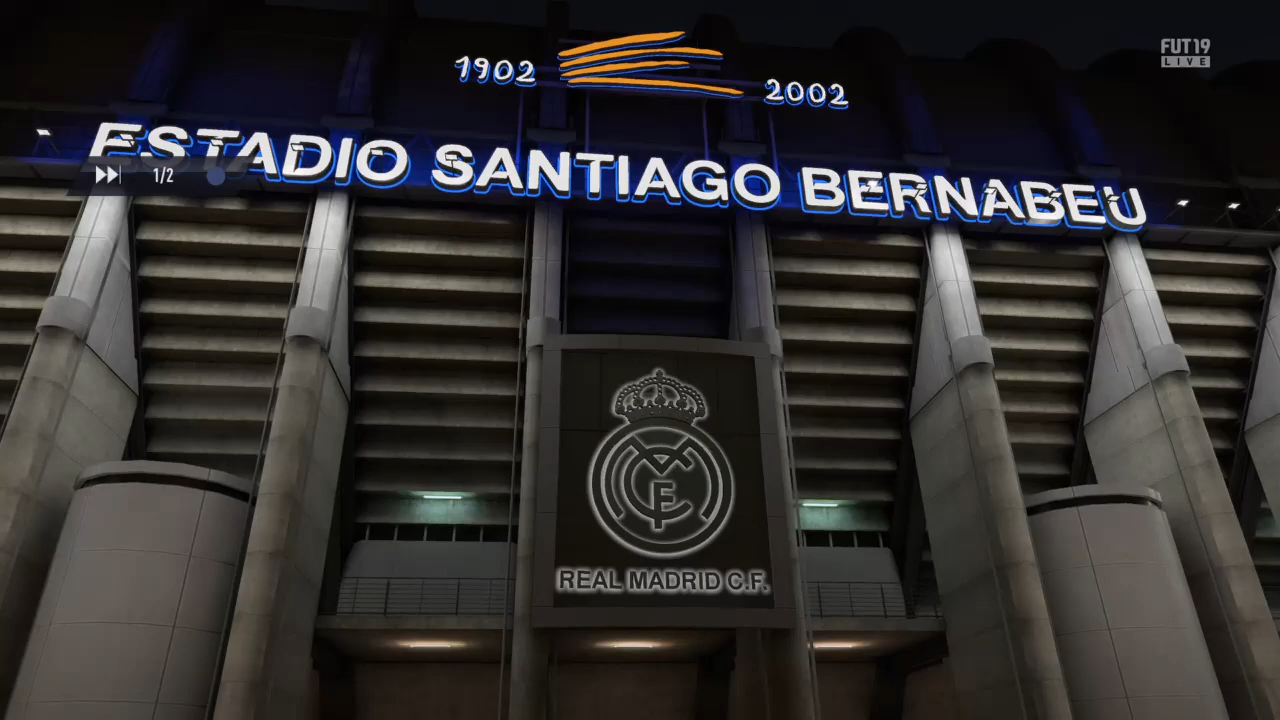 1902 2002
FUT19
LIVE
ESTADIO SANTIAGO BERNABEU
1/2
REAL MADRID C.F.